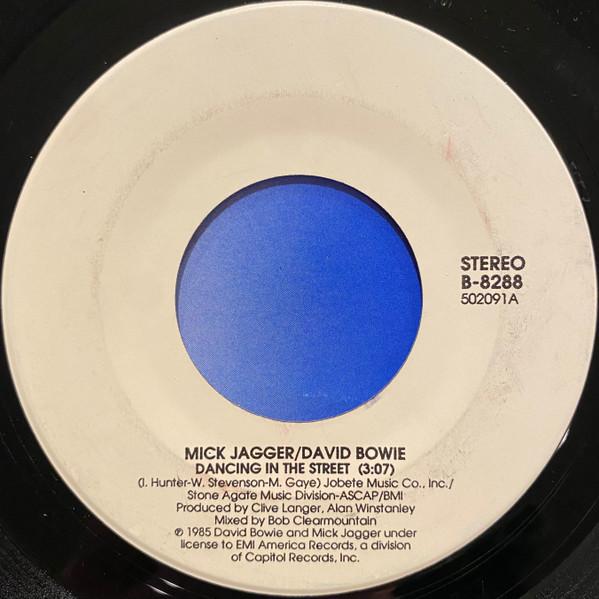 STEREO
B-8288
502091A
MICK JAGGER/DAVID BOWIE
DANCING IN THE STREET (3:07)
(I. Hunter-W. Stevenson-M. Gaye) Jobete Music Co., Inc./
Stone Agate Music Division-ASCAP/BMI
Produced by Clive Langer, Alan Winstanley
Mixed by Bob Clearmountain
℗ 1985 David Bowie and Mick Jagger under
license to EMI America Records, a division
of Capitol Records, Inc.